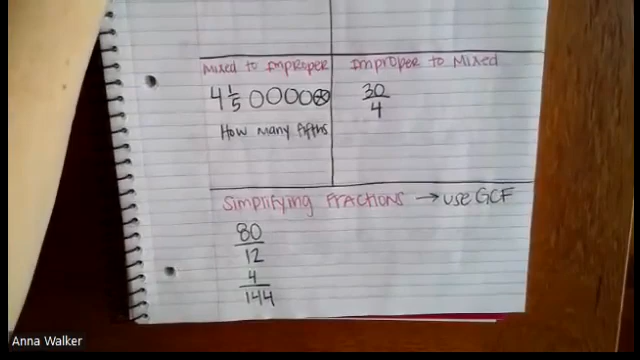 Mixed to Improper
4 1/5
How many fifths
Improper to Mixed
30/4
Simplifying Fractions → use GCF
80/12
4/144
Anna Walker